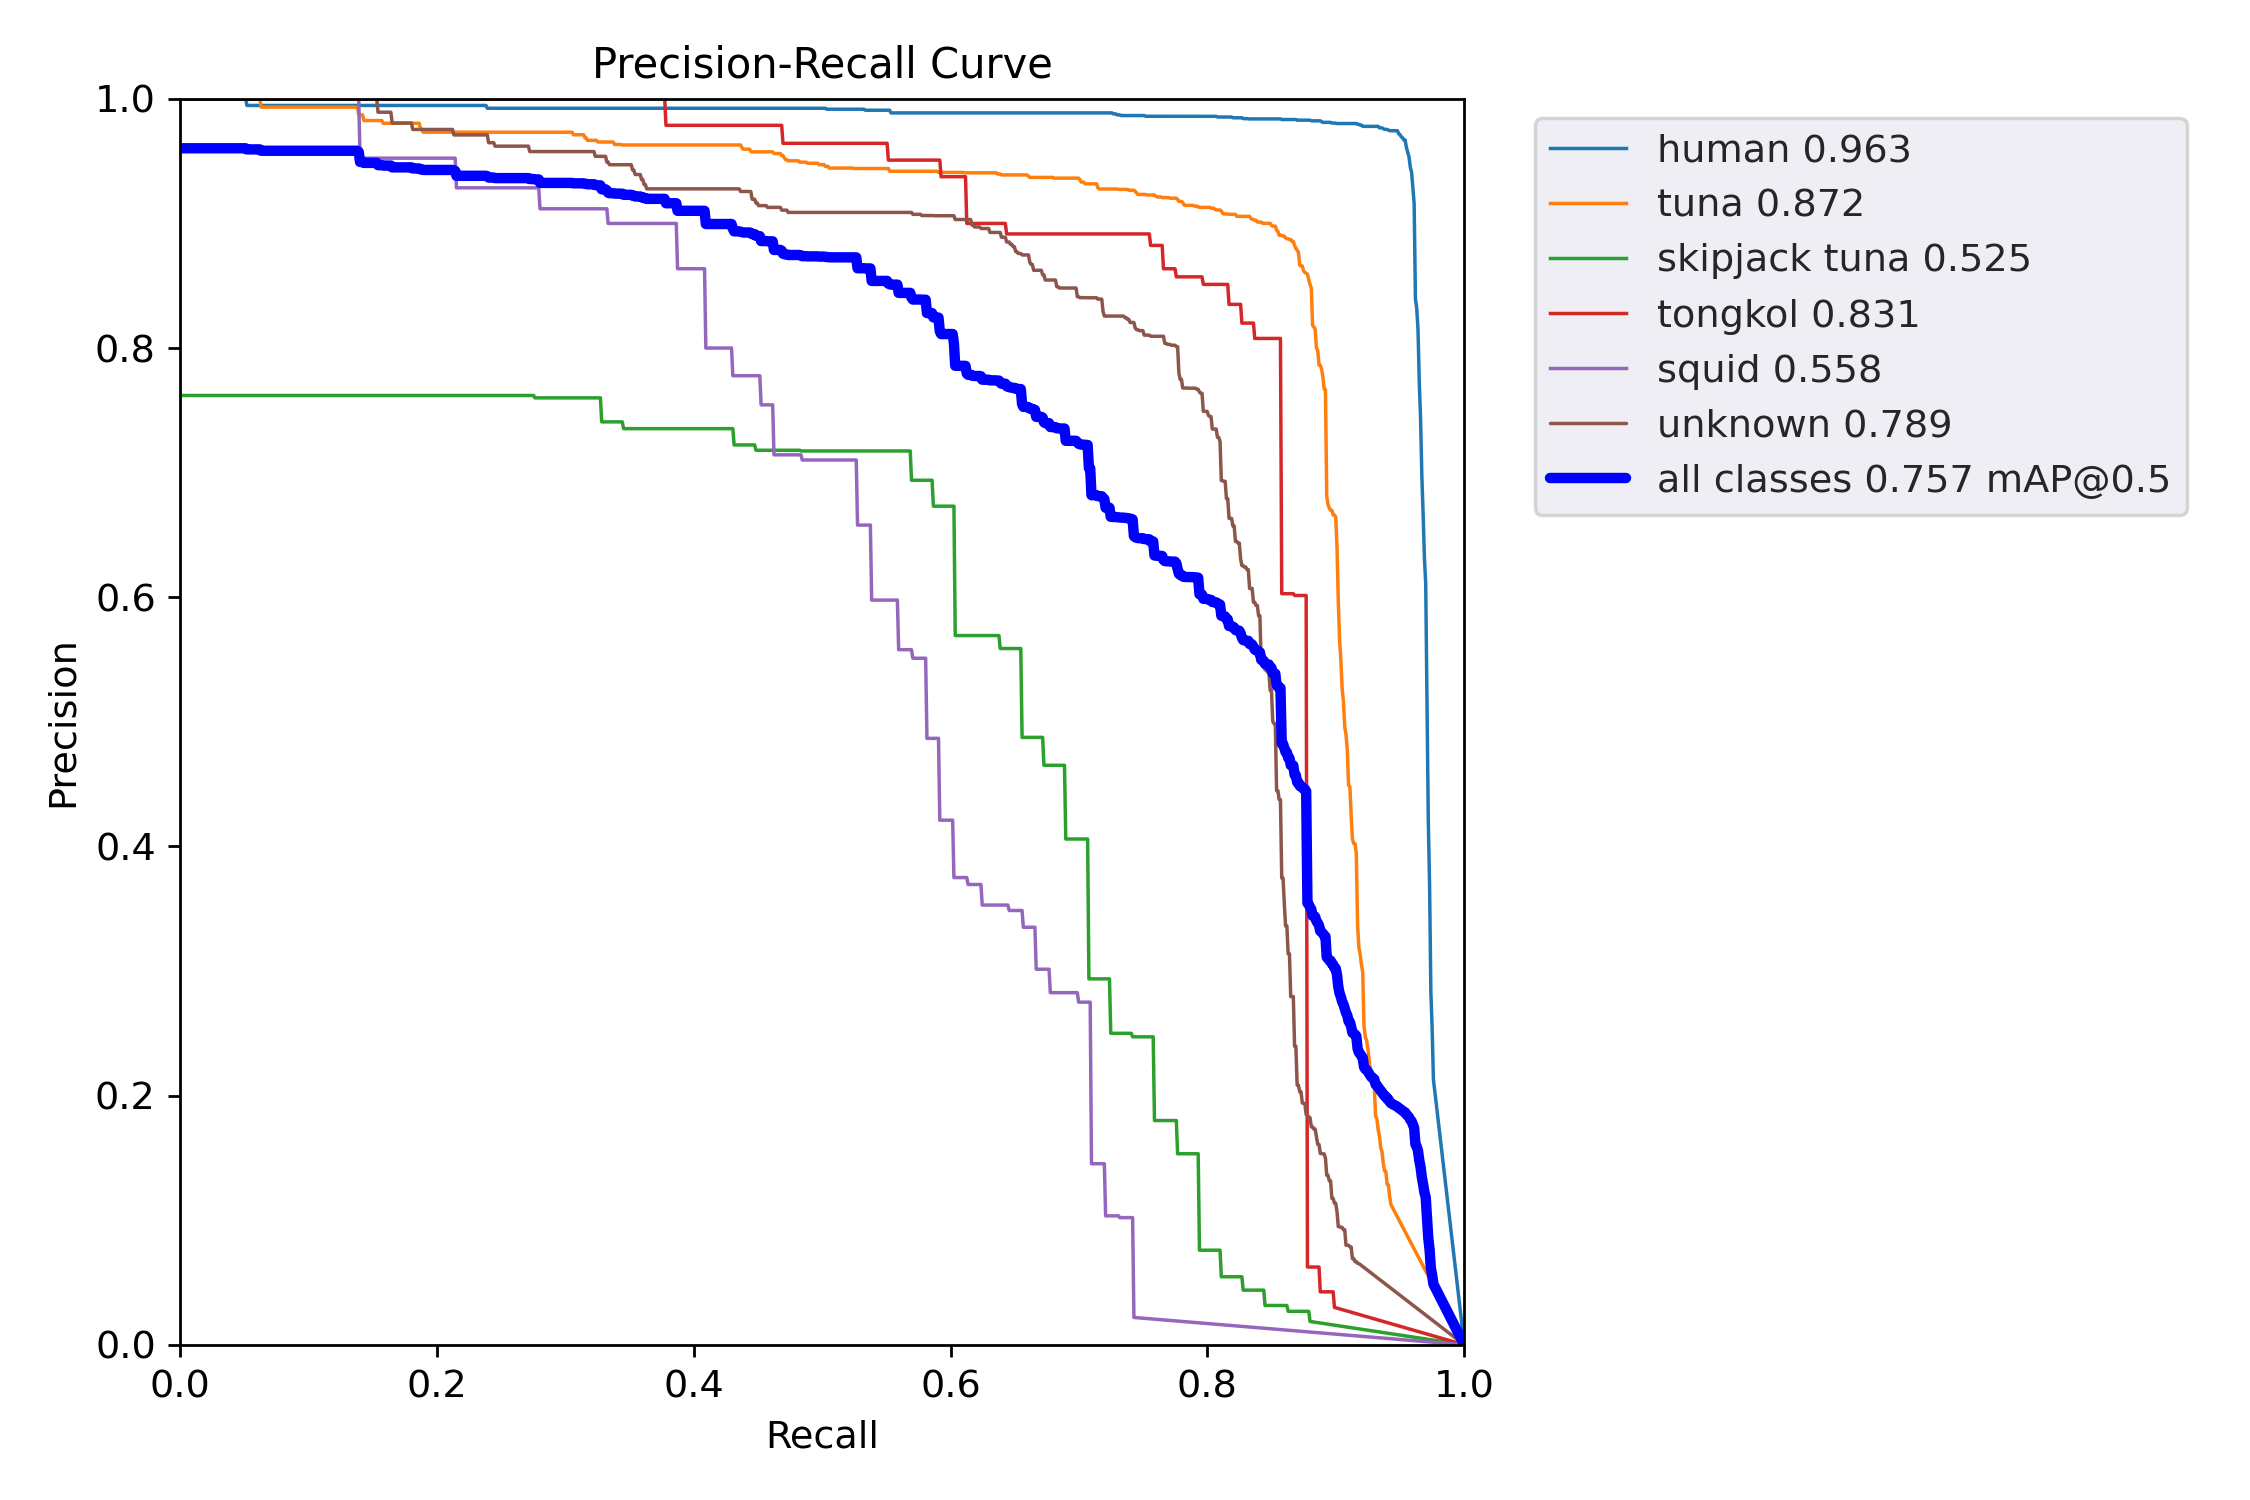 Precision-Recall Curve
1.0
0.8
0.6
0.4
0.2
0.0
Precision
0.0 0.2 0.4 0.6 0.8 1.0
Recall
human 0.963
tuna 0.872
skipjack tuna 0.525
tongkol 0.831
squid 0.558
unknown 0.789
all classes 0.757 mAP@0.5